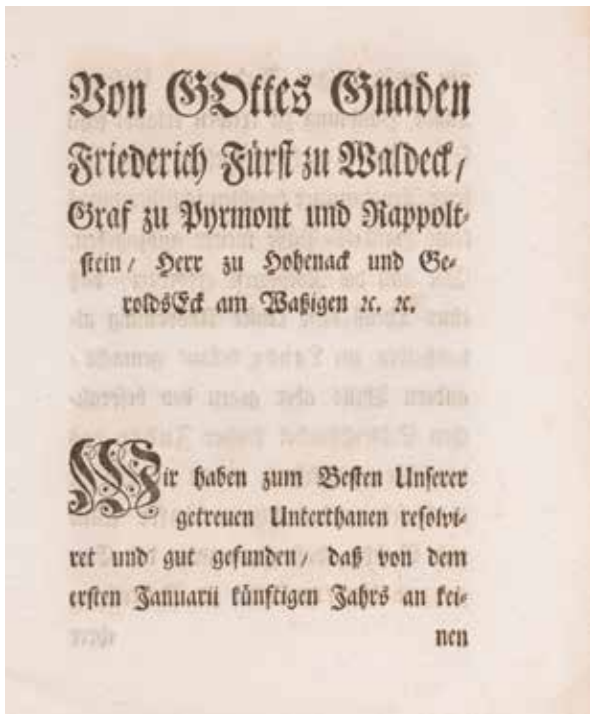 Von GOttes Gnaden
Friederich Fürst zu Waldeck/
Graf zu Pyrmont und Rappolt-
stein/ Herr zu Hohenack und Ge-
roldsEck am Waßigen ꝛc. ꝛc.
Wir haben zum Besten Unserer
getreuen Unterthanen resolvi-
ret und gut gefunden/ daß von dem
ersten Januarii künftigen Jahrs an kei-
nen